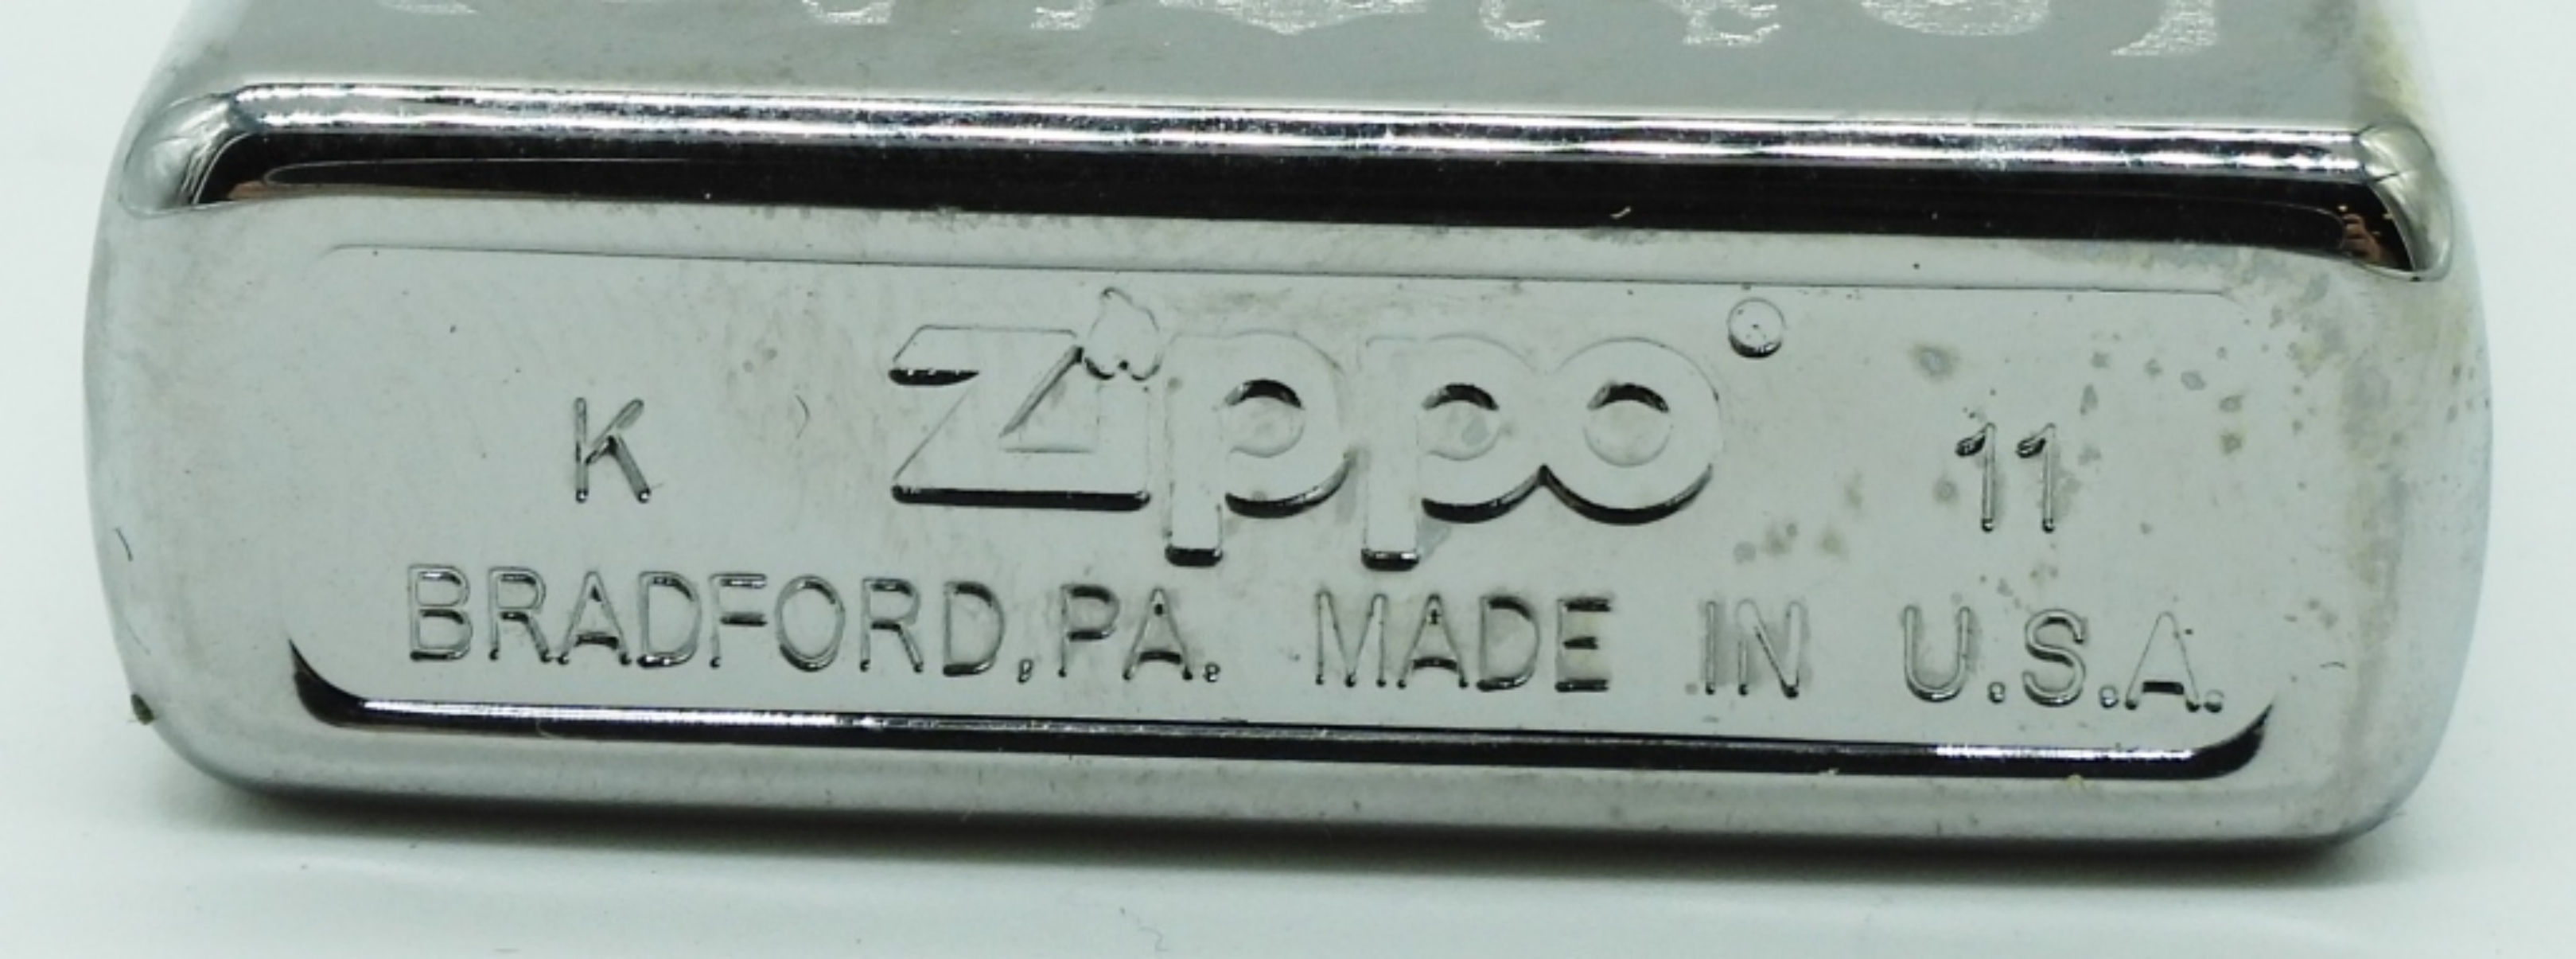 K Zippo® 11
BRADFORD,PA. MADE IN U.S.A.